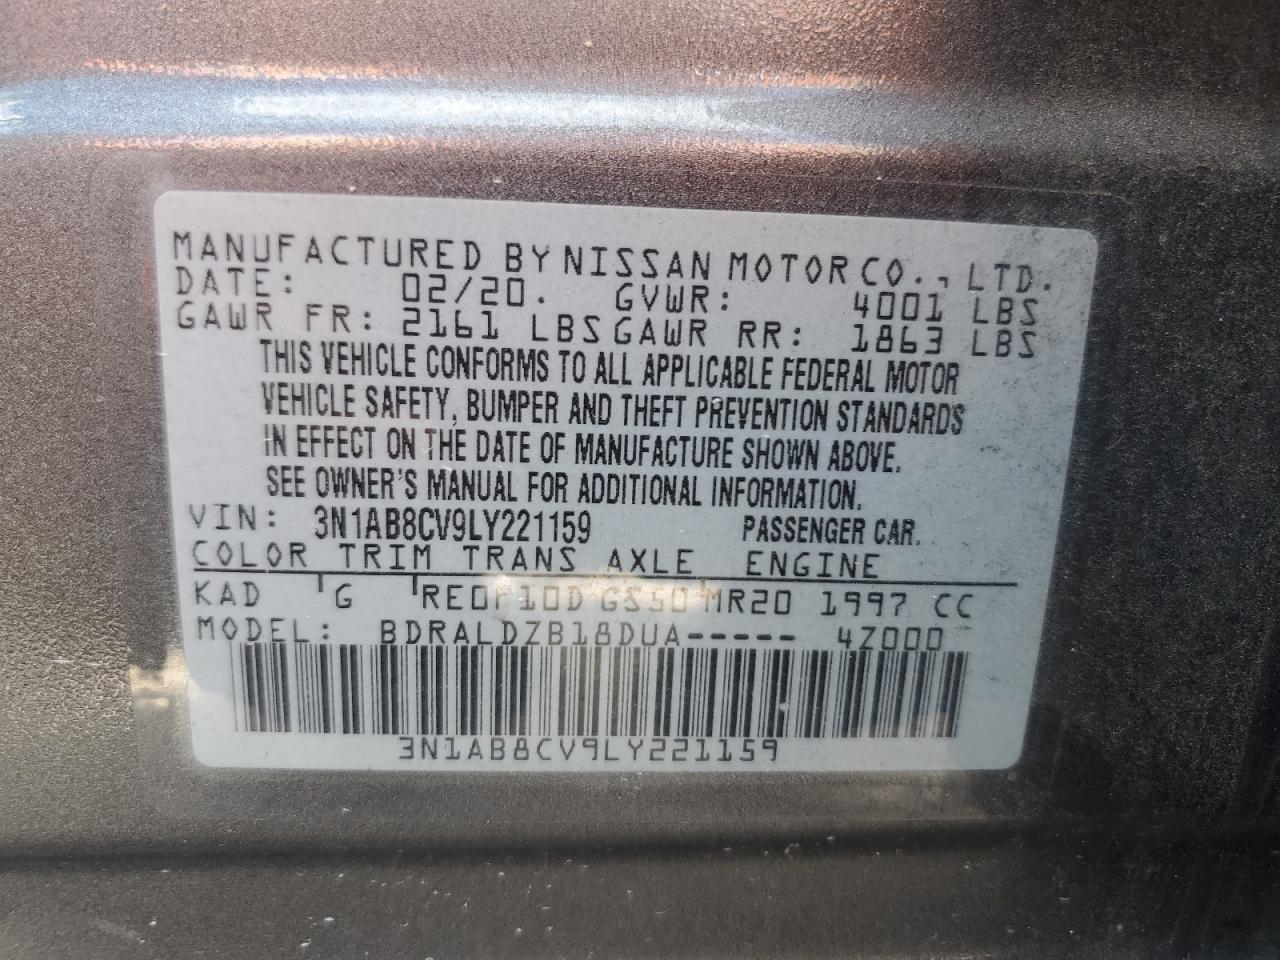 MANUFACTURED BY NISSAN MOTOR CO., LTD.
DATE: 02/20. GVWR: 4001 LBS
GAWR FR: 2161 LBS GAWR RR: 1863 LBS
THIS VEHICLE CONFORMS TO ALL APPLICABLE FEDERAL MOTOR
VEHICLE SAFETY, BUMPER AND THEFT PREVENTION STANDARDS
IN EFFECT ON THE DATE OF MANUFACTURE SHOWN ABOVE.
SEE OWNER'S MANUAL FOR ADDITIONAL INFORMATION.
VIN: 3N1AB8CV9LY221159 PASSENGER CAR.
COLOR TRIM TRANS AXLE ENGINE
KAD G RE0F10D GS50 MR20 1997 CC
MODEL: BDRALDZB18DUA----- 4Z000
3N1AB8CV9LY221159